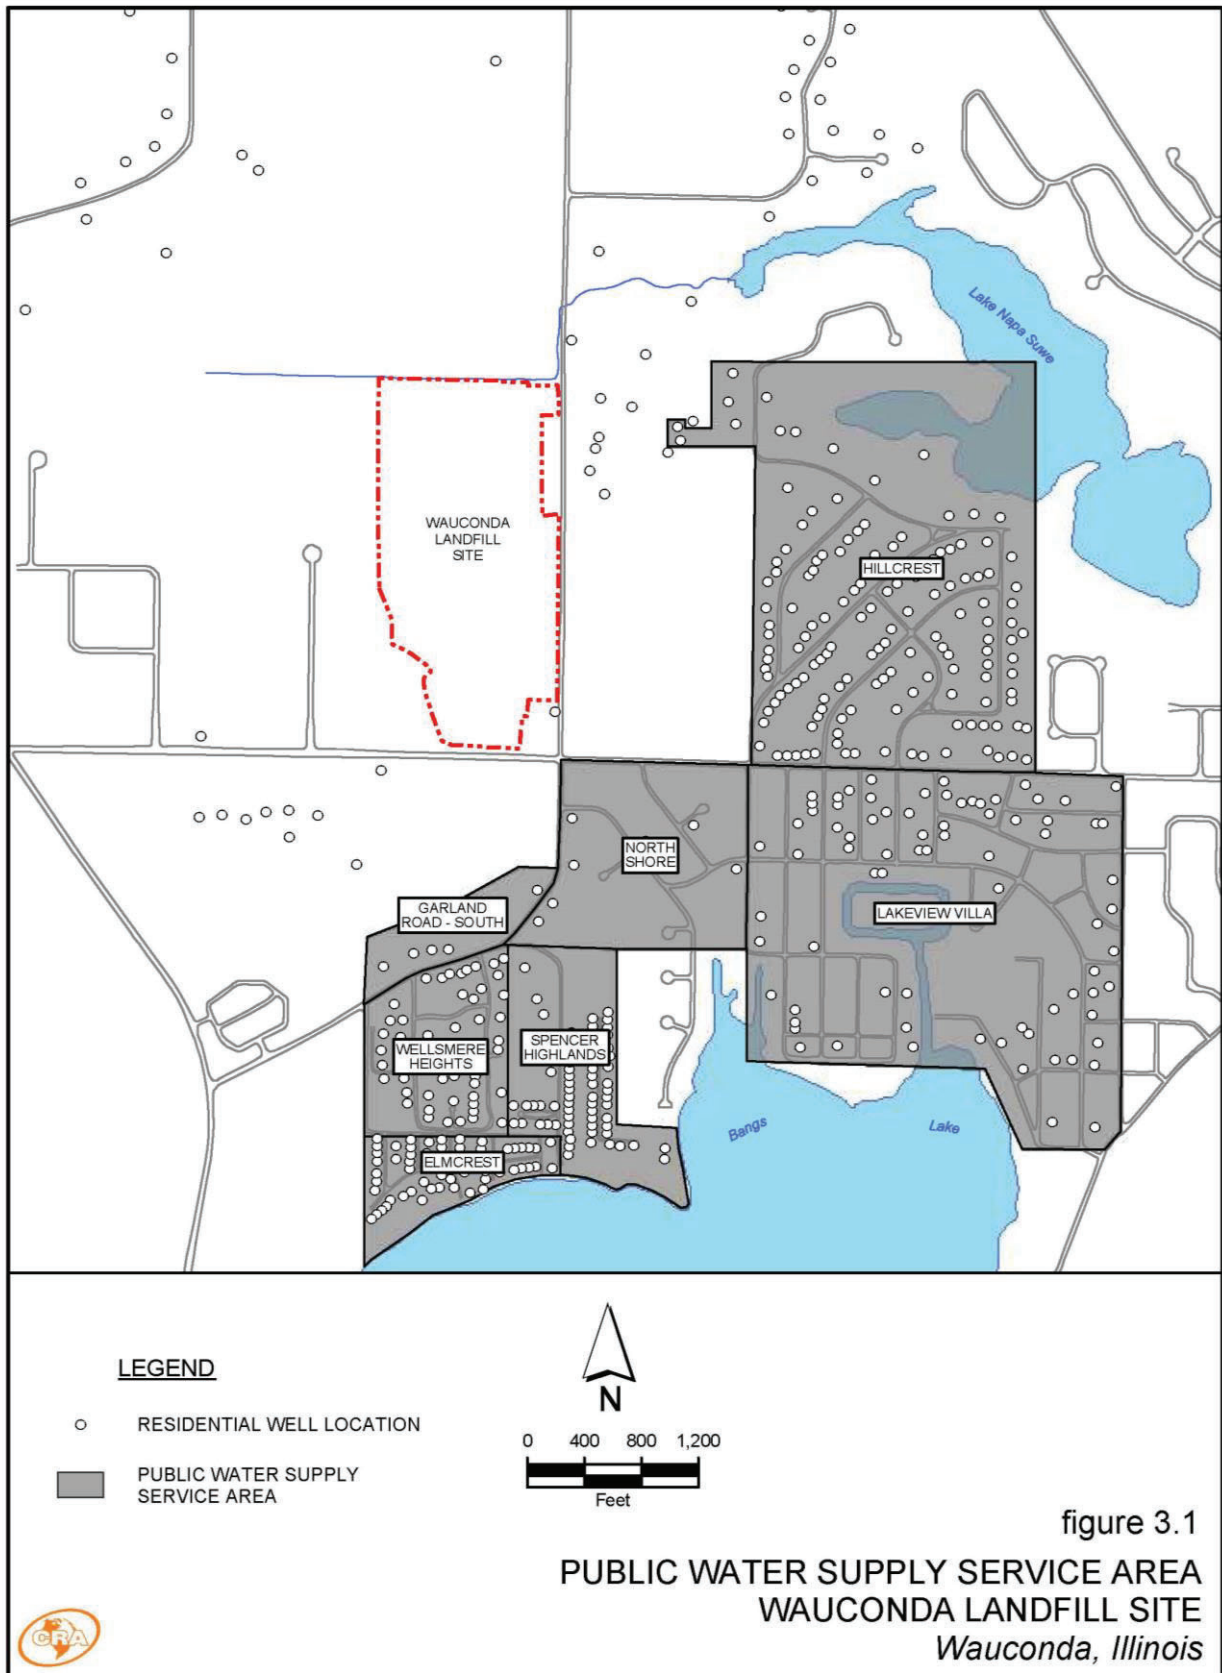 Lake Napa Suwe
WAUCONDA
LANDFILL
SITE
HILLCREST
NORTH
SHORE
GARLAND
ROAD - SOUTH
LAKEVIEW VILLA
WELLSMERE
HEIGHTS
SPENCER
HIGHLANDS
ELMCREST
Bangs Lake
LEGEND
RESIDENTIAL WELL LOCATION
PUBLIC WATER SUPPLY
SERVICE AREA
N
0 400 800 1,200
Feet
figure 3.1
PUBLIC WATER SUPPLY SERVICE AREA
WAUCONDA LANDFILL SITE
Wauconda, Illinois
CRA